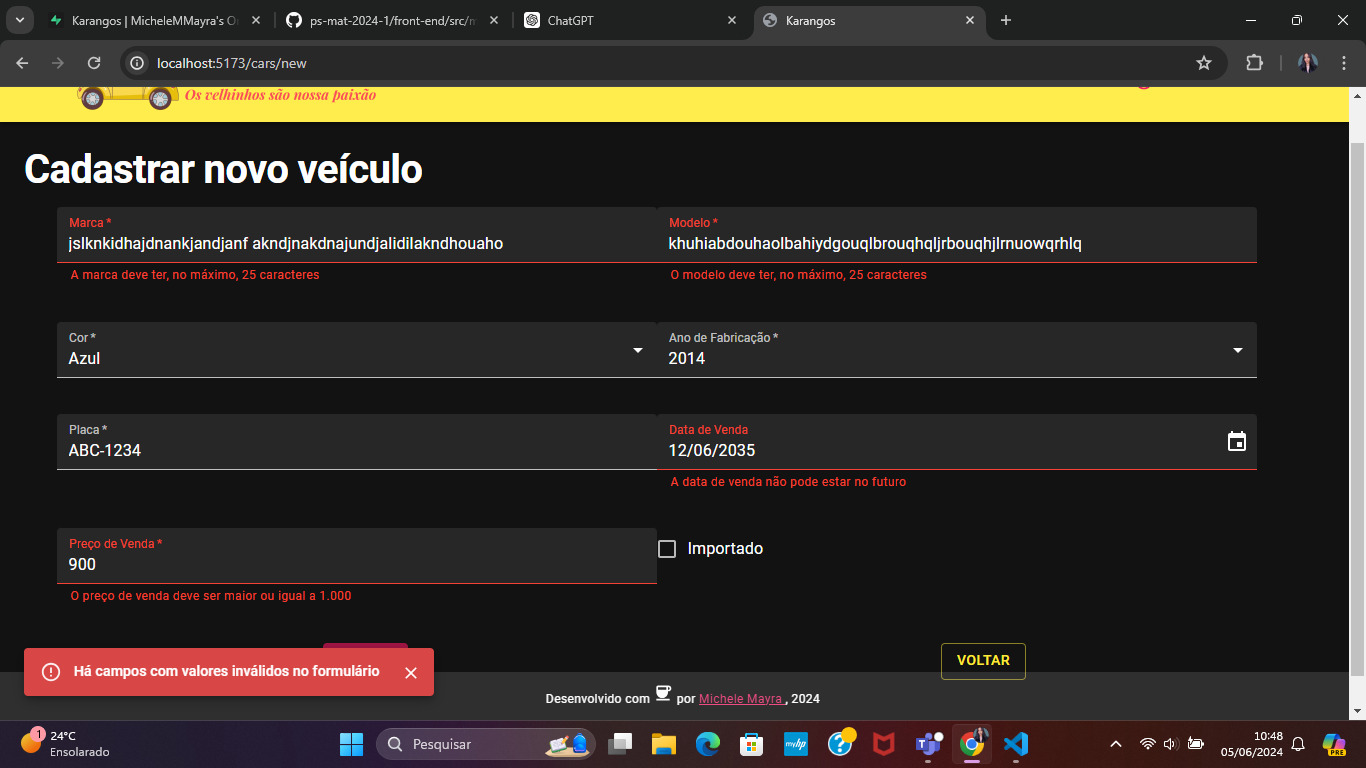 Karangos | MicheleMMayra's Or
ps-mat-2024-1/front-end/src/m
ChatGPT
Karangos
localhost:5173/cars/new
Os velhinhos são nossa paixão
Cadastrar novo veículo
Marca *
jslknkidhajdnankjandjanf akndjnakdnajundjalidilakndhouaho
A marca deve ter, no máximo, 25 caracteres
Modelo *
khuhiabdouhaolbahiydgouqlbrouqhqljrbouqhjlrnuowqrhlq
O modelo deve ter, no máximo, 25 caracteres
Cor *
Azul
Ano de Fabricação *
2014
Placa *
ABC-1234
Data de Venda
12/06/2035
A data de venda não pode estar no futuro
Preço de Venda *
900
O preço de venda deve ser maior ou igual a 1.000
Importado
VOLTAR
Há campos com valores inválidos no formulário
Desenvolvido com por Michele Mayra , 2024
1
24°C
Ensolarado
Pesquisar
myhp
10:48
05/06/2024
PRE